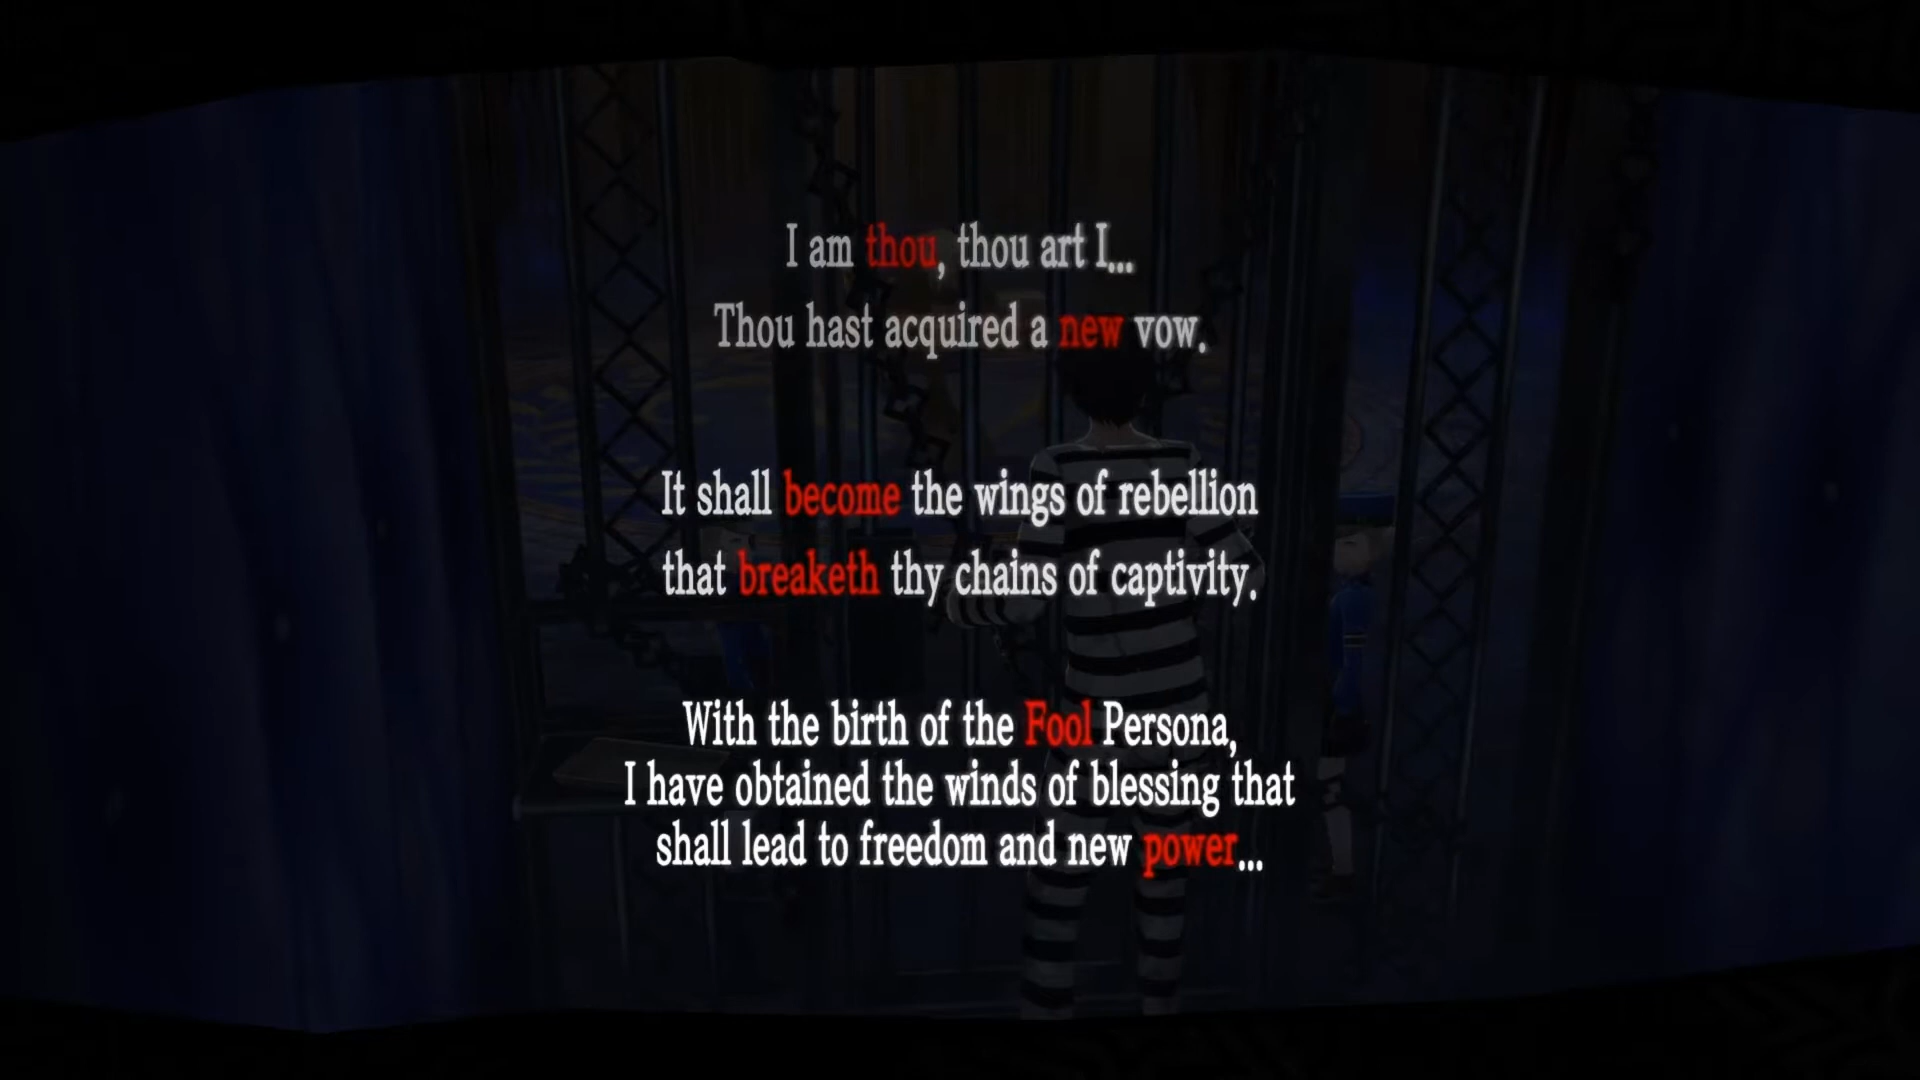 I am thou, thou art I...
Thou hast acquired a new vow.
It shall become the wings of rebellion
that breaketh thy chains of captivity.
With the birth of the Fool Persona,
I have obtained the winds of blessing that
shall lead to freedom and new power...